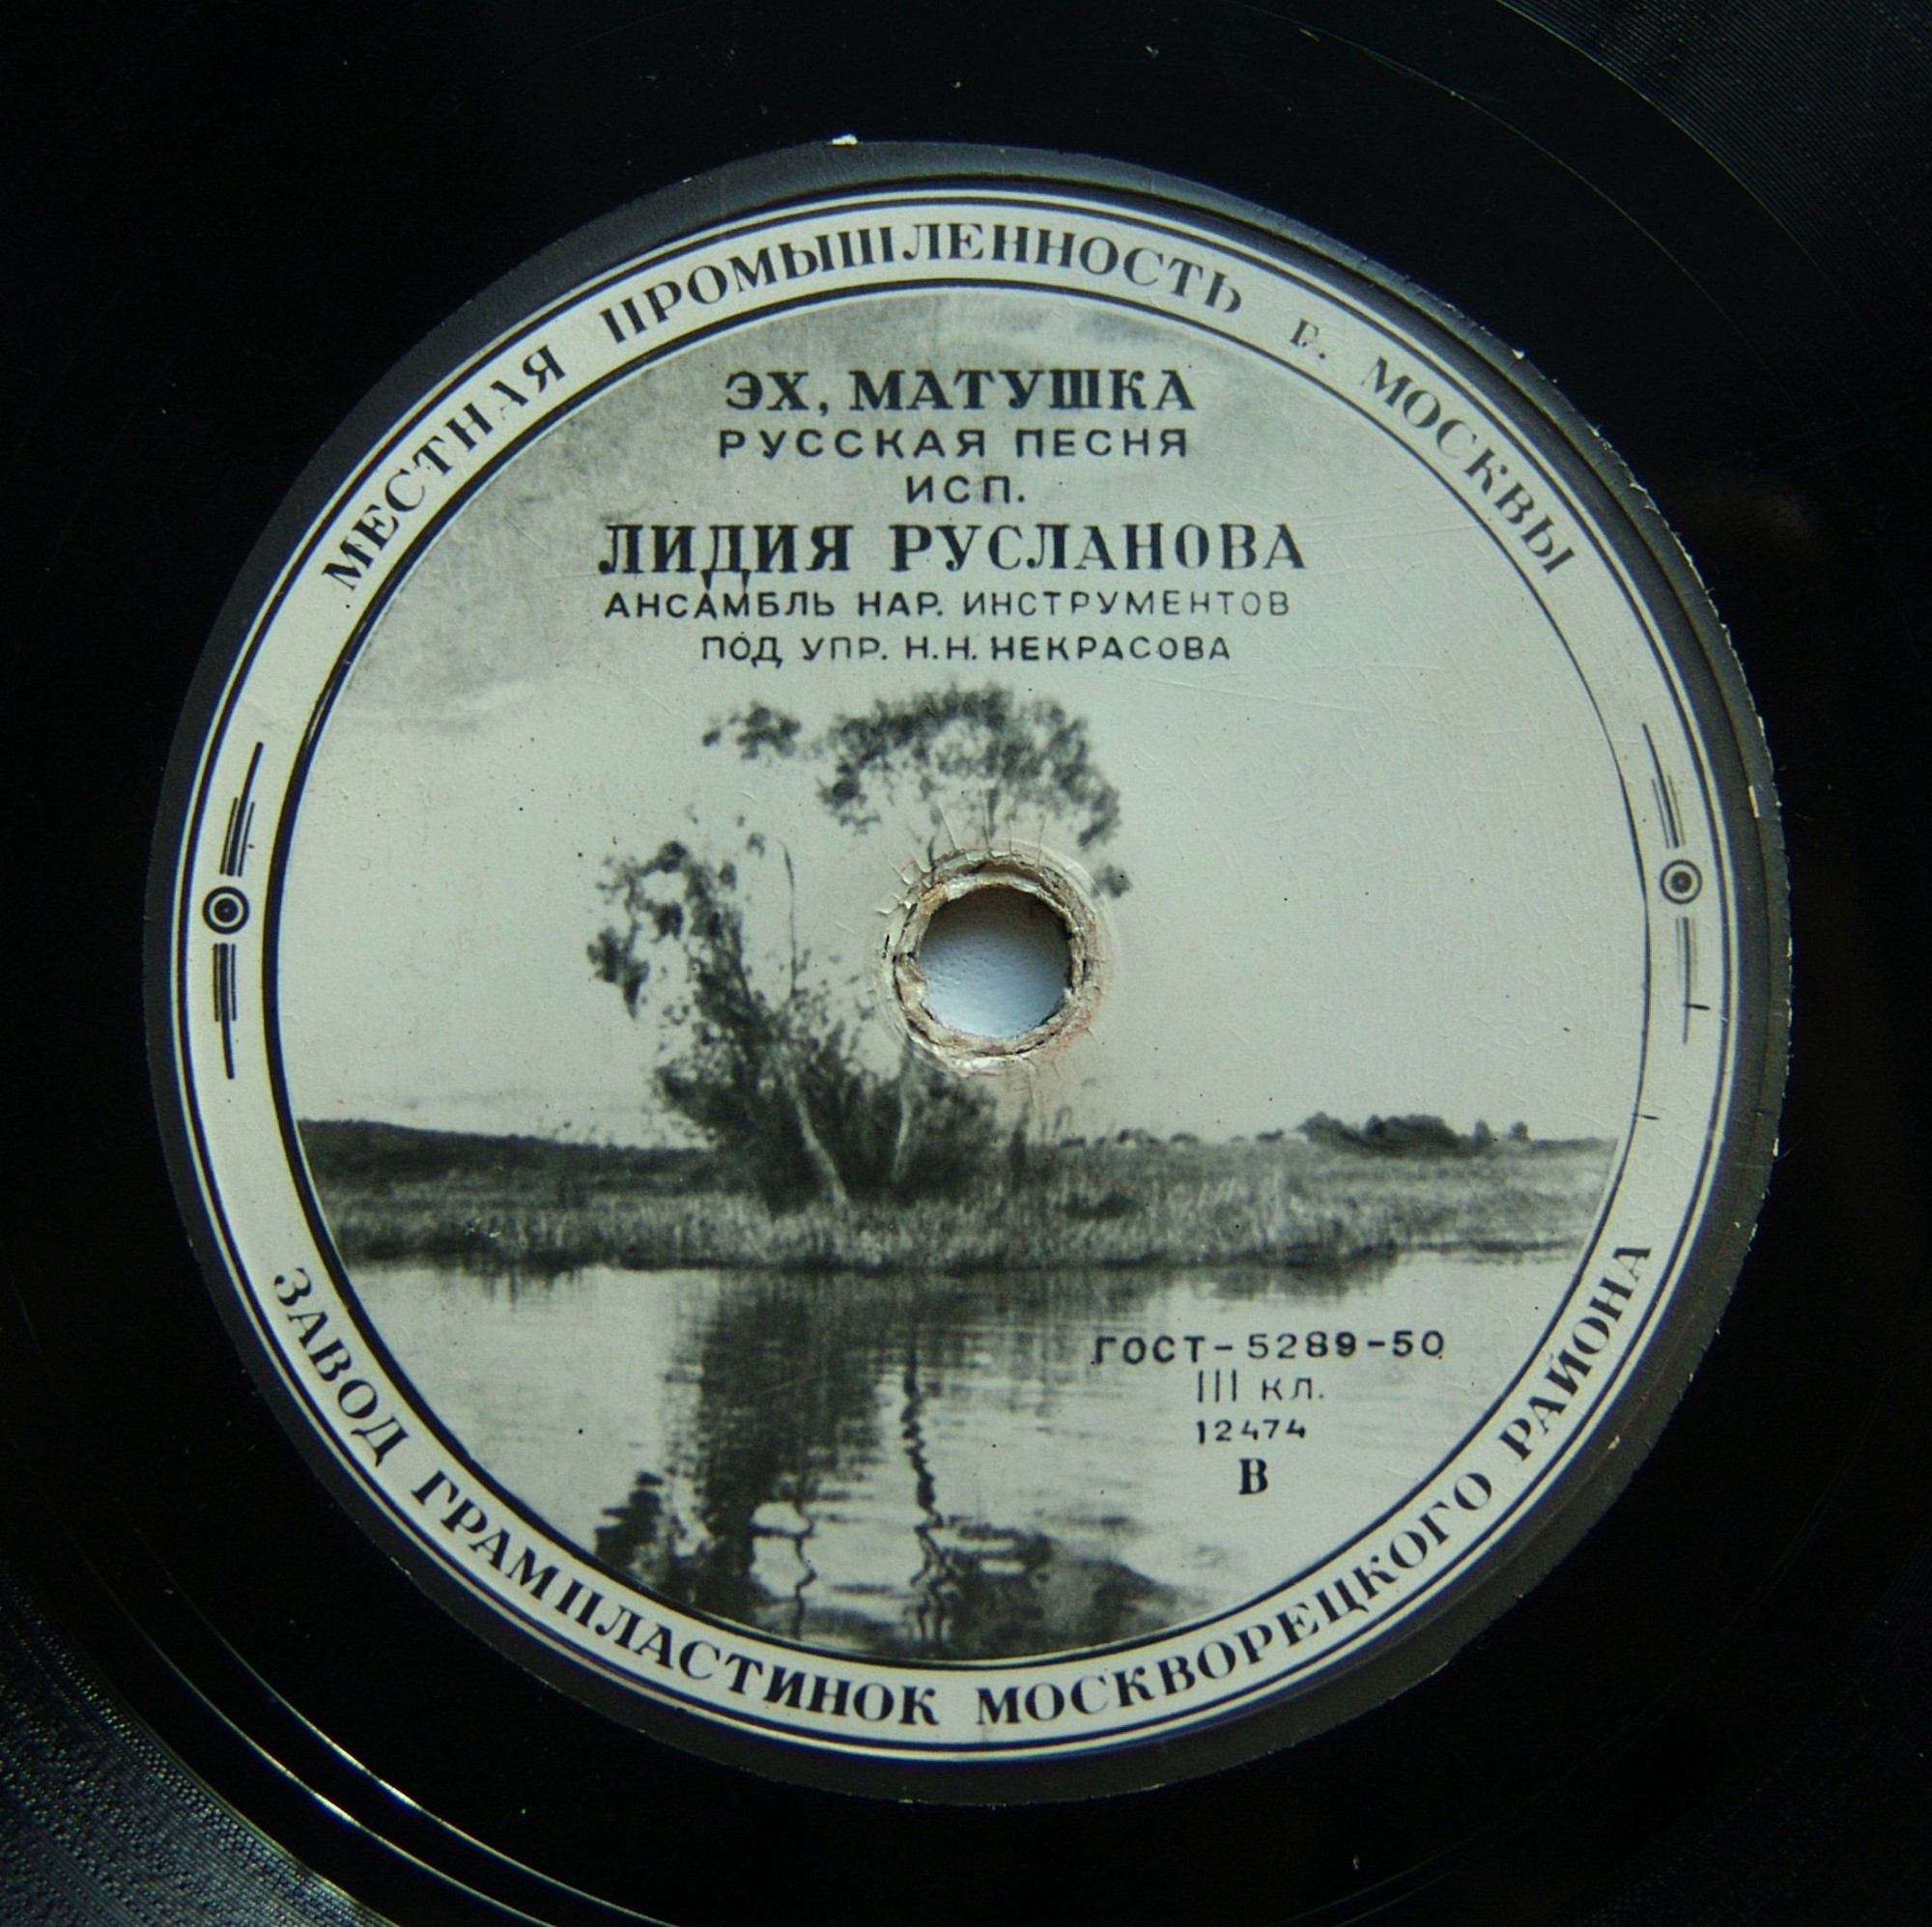 МЕСТНАЯ ПРОМЫШЛЕННОСТЬ г. МОСКВЫ
ЭХ, МАТУШКА
РУССКАЯ ПЕСНЯ
ИСП.
ЛИДИЯ РУСЛАНОВА
АНСАМБЛЬ НАР. ИНСТРУМЕНТОВ
ПОД УПР. Н.Н. НЕКРАСОВА
ГОСТ-5289-50
III КЛ.
12474
В
ЗАВОД ГРАМПЛАСТИНОК МОСКВОРЕЦКОГО РАЙОНА